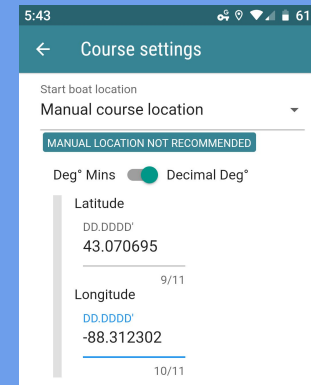 5:43 61
Course settings
Start boat location
Manual course location
MANUAL LOCATION NOT RECOMMENDED
Deg° Mins Decimal Deg°
Latitude
DD.DDDD'
43.070695
9/11
Longitude
DD.DDDD'
-88.312302
10/11